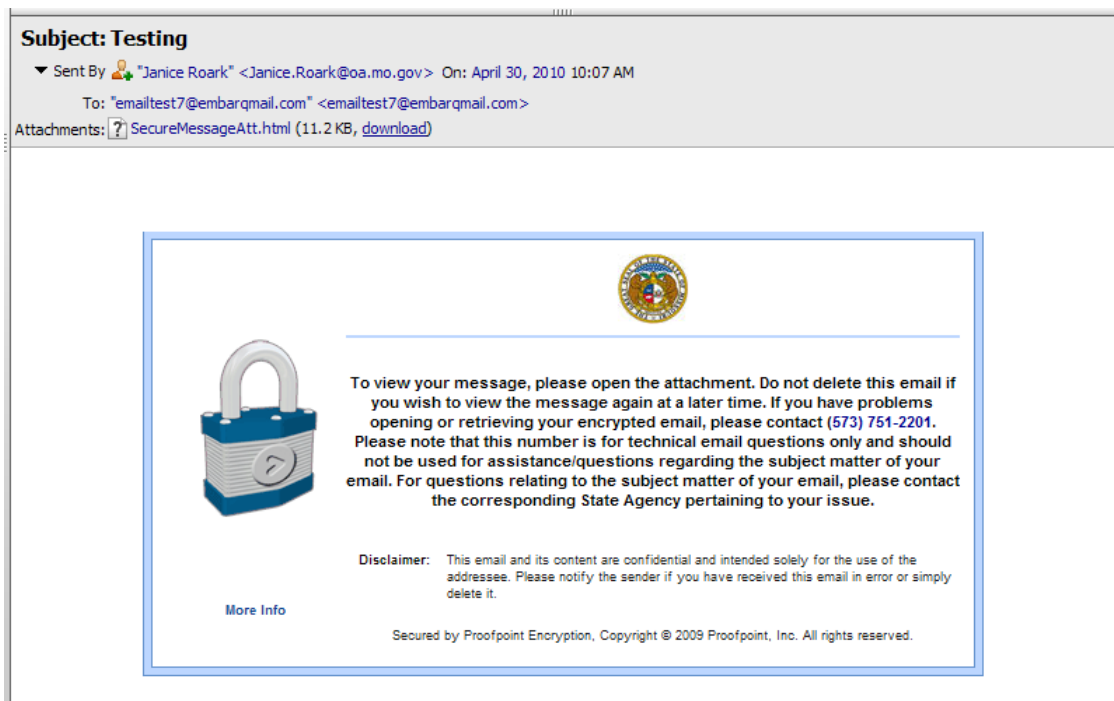 Subject: Testing
Sent By "Janice Roark" <Janice.Roark@oa.mo.gov> On: April 30, 2010 10:07 AM
To: "emailtest7@embarqmail.com" <emailtest7@embarqmail.com>
Attachments: ? SecureMessageAtt.html (11.2 KB, download)
To view your message, please open the attachment. Do not delete this email if
you wish to view the message again at a later time. If you have problems
opening or retrieving your encrypted email, please contact (573) 751-2201.
Please note that this number is for technical email questions only and should
not be used for assistance/questions regarding the subject matter of your
email. For questions relating to the subject matter of your email, please contact
the corresponding State Agency pertaining to your issue.
Disclaimer: This email and its content are confidential and intended solely for the use of the
addressee. Please notify the sender if you have received this email in error or simply
delete it.
More Info
Secured by Proofpoint Encryption, Copyright © 2009 Proofpoint, Inc. All rights reserved.